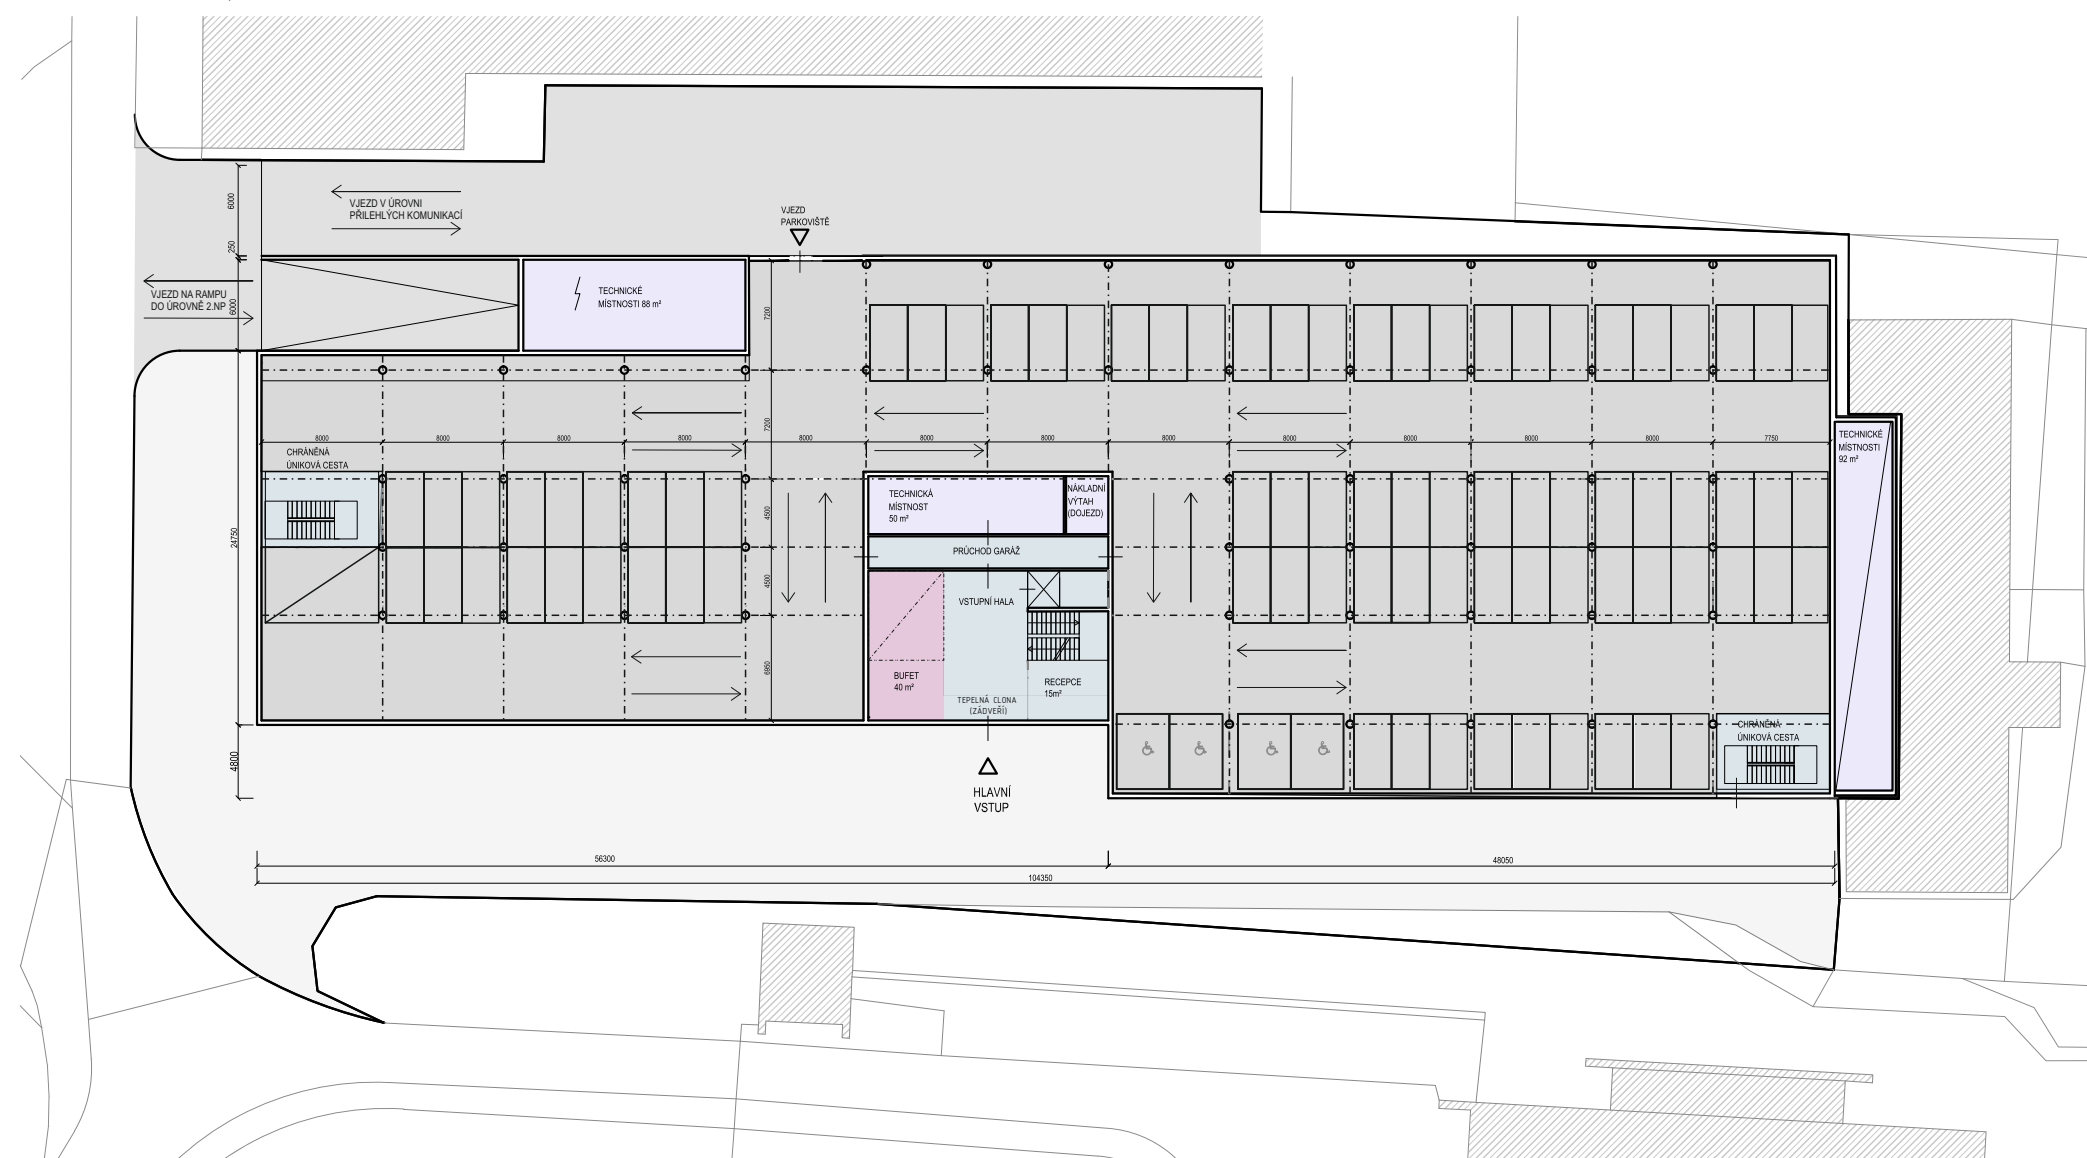 VJEZD V ÚROVNI
PŘILEHLÝCH KOMUNIKACÍ
VJEZD
PARKOVIŠTĚ
6000
250
VJEZD NA RAMPU
DO ÚROVNĚ 2.NP
6000
TECHNICKÉ
MÍSTNOSTI 88 m²
7200
7200
8000
8000
8000
8000
8000
8000
8000
8000
8000
8000
8000
8000
7750
CHRÁNĚNÁ
ÚNIKOVÁ CESTA
TECHNICKÉ
MÍSTNOSTI
92 m²
TECHNICKÁ
MÍSTNOST
50 m²
NÁKLADNÍ
VÝTAH
(DOJEZD)
24750
4500
4500
6950
PRŮCHOD GARÁŽ
VSTUPNÍ HALA
BUFET
40 m²
RECEPCE
15m²
TEPELNÁ CLONA
(ZÁDVEŘÍ)
CHRÁNĚNÁ
ÚNIKOVÁ CESTA
4800
HLAVNÍ
VSTUP
56300
48050
104350